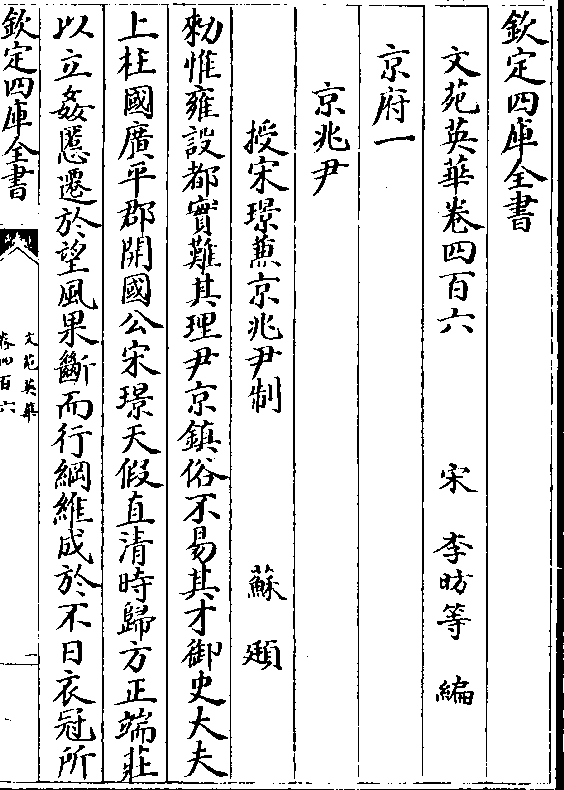 欽定四庫全書
文苑英華卷四百六
宋 李昉等 編
京府一
京兆尹
授宋璟兼京兆尹制 蘇頲
勑惟雍設都實難其理尹京鎮俗不易其才御史大夫
上柱國廣平郡開國公宋璟天假直清時歸方正端莊
以立姦慝遷於望風果斷而行綱維成於不日衣冠所
欽定四庫全書
文苑英華
卷四百六
一